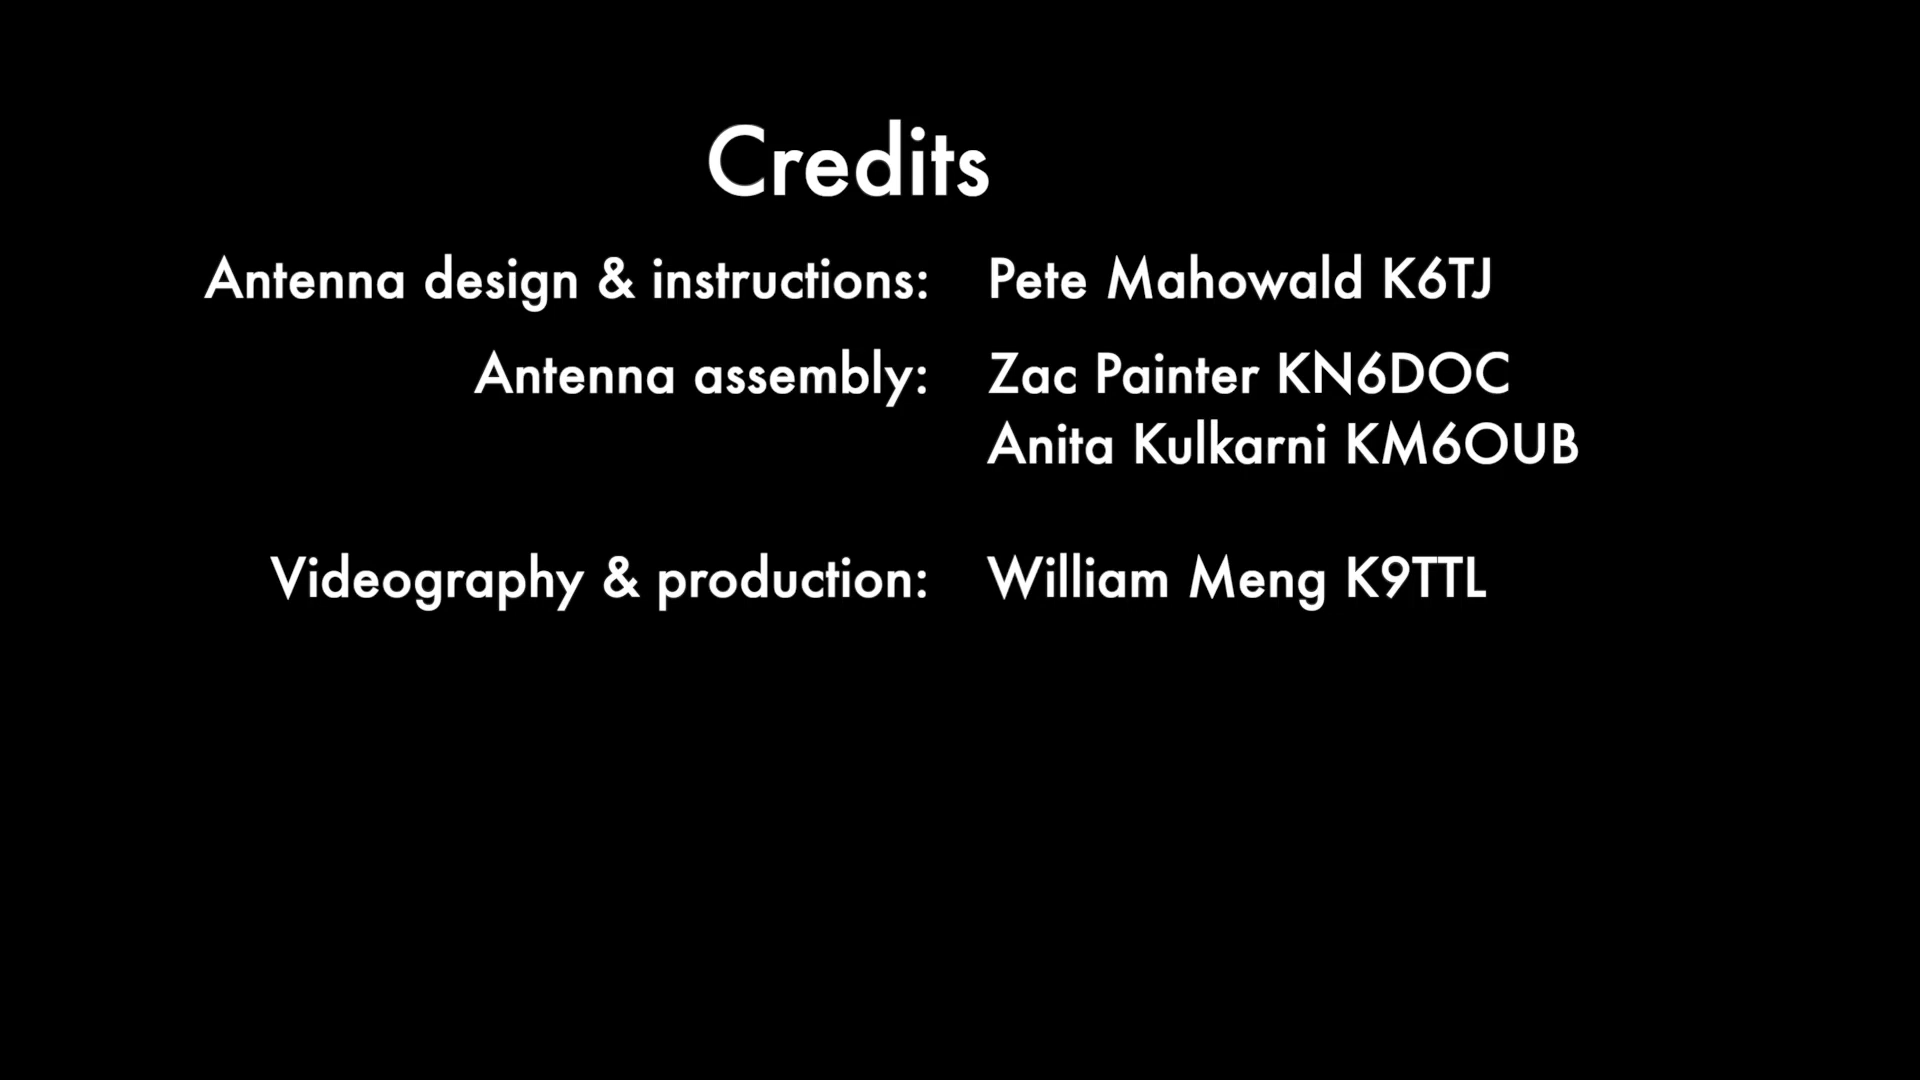 Credits
Antenna design & instructions: Pete Mahowald K6TJ
Antenna assembly: Zac Painter KN6DOC
Anita Kulkarni KM6OUB
Videography & production: William Meng K9TTL